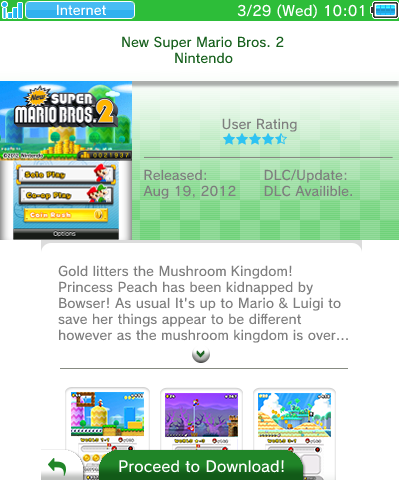 Internet
3/29 (Wed) 10:01
New Super Mario Bros. 2
Nintendo
New
SUPER
MARIO BROS. 2
©2012 Nintendo
0021937
Solo Play
Co-op Play
Coin Rush
Options
User Rating
Released:
Aug 19, 2012
DLC/Update:
DLC Availible.
Gold litters the Mushroom Kingdom!
Princess Peach has been kidnapped by
Bowser! As usual It's up to Mario & Luigi to
save her things appear to be different
however as the mushroom kingdom is over...
Proceed to Download!